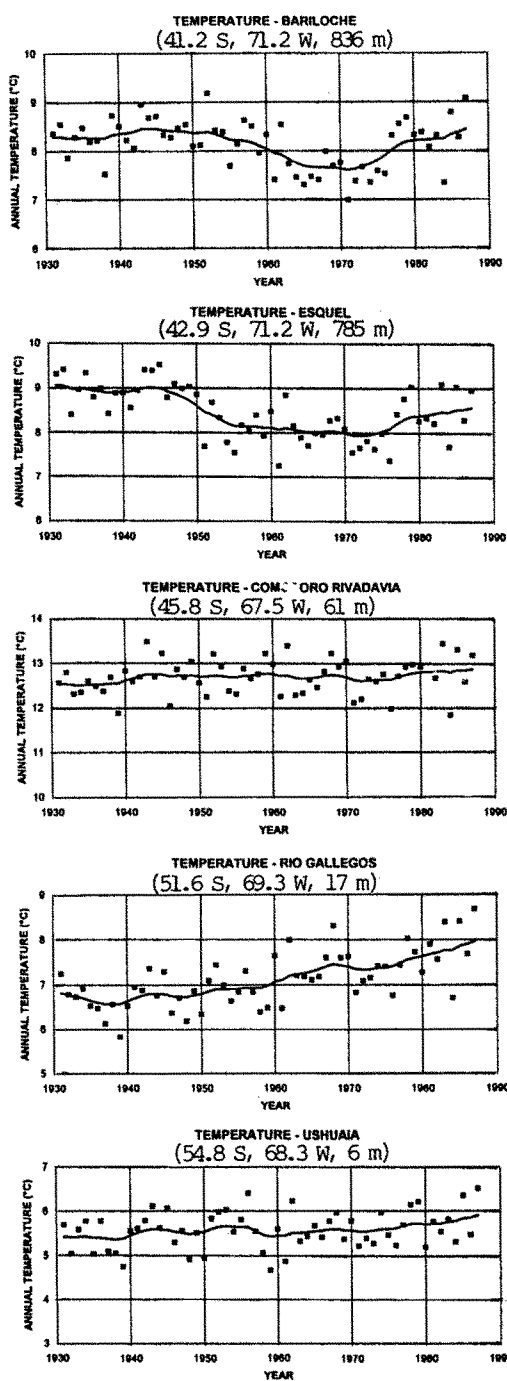 TEMPERATURE - BARILOCHE
(41.2 S, 71.2 W, 836 m)
ANNUAL TEMPERATURE (°C)
10
9
8
7
6
1930 1940 1950 1960 1970 1980 1990
YEAR
TEMPERATURE - ESQUEL
(42.9 S, 71.2 W, 785 m)
ANNUAL TEMPERATURE (°C)
10
9
8
7
6
1930 1940 1950 1960 1970 1980 1990
YEAR
TEMPERATURE - ORO RIVADAVIA
(45.8 S, 67.5 W, 61 m)
ANNUAL TEMPERATURE (°C)
14
13
12
11
10
1930 1940 1950 1960 1970 1980 1990
YEAR
TEMPERATURE - RIO GALLEGOS
(51.6 S, 69.3 W, 17 m)
ANNUAL TEMPERATURE (°C)
9
8
7
6
5
1930 1940 1950 1960 1970 1980 1990
YEAR
TEMPERATURE - USHUAIA
(54.8 S, 68.3 W, 6 m)
ANNUAL TEMPERATURE (°C)
7
6
5
4
3
1930 1940 1950 1960 1970 1980 199
YEAR